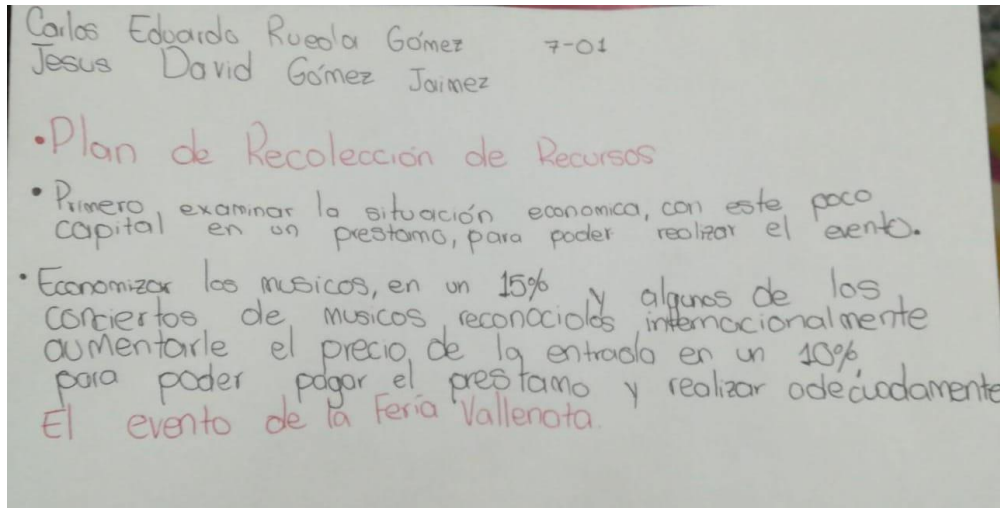 Carlos Eduardo Rueda Gómez 7-01
Jesus David Gómez Jaimez
•Plan de Recolección de Recursos
• Primero examinar la situación economica, con este poco
capital en un prestamo, para poder realizar el evento.
• Economizar los musicos, en un 15% y algunos de los
conciertos de musicos reconocidos internacionalmente
aumentarle el precio de la entrada en un 10%
para poder pagar el prestamo y realizar adecuadamente
El evento de la Feria Vallenata.